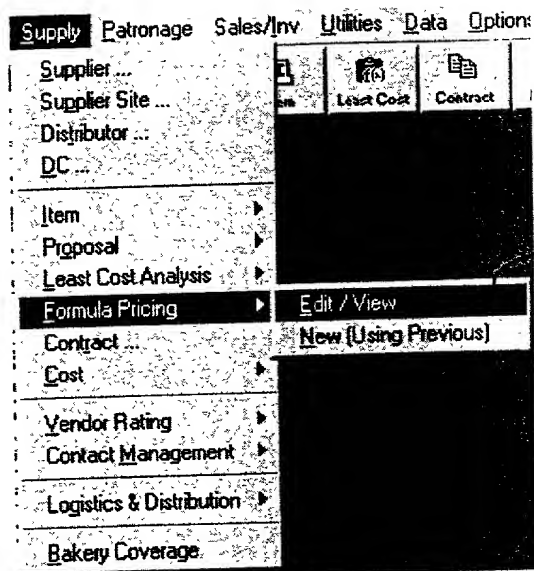 Supply Patronage Sales/Inv Utilities Data Options
Supplier ...
Supplier Site ...
Least Cost Contract
Distributor ...
DC ...
Item
Proposal
Least Cost Analysis
Formula Pricing
Edit / View
New (Using Previous)
Contract ...
Cost
Vendor Rating
Contact Management
Logistics & Distribution
Bakery Coverage